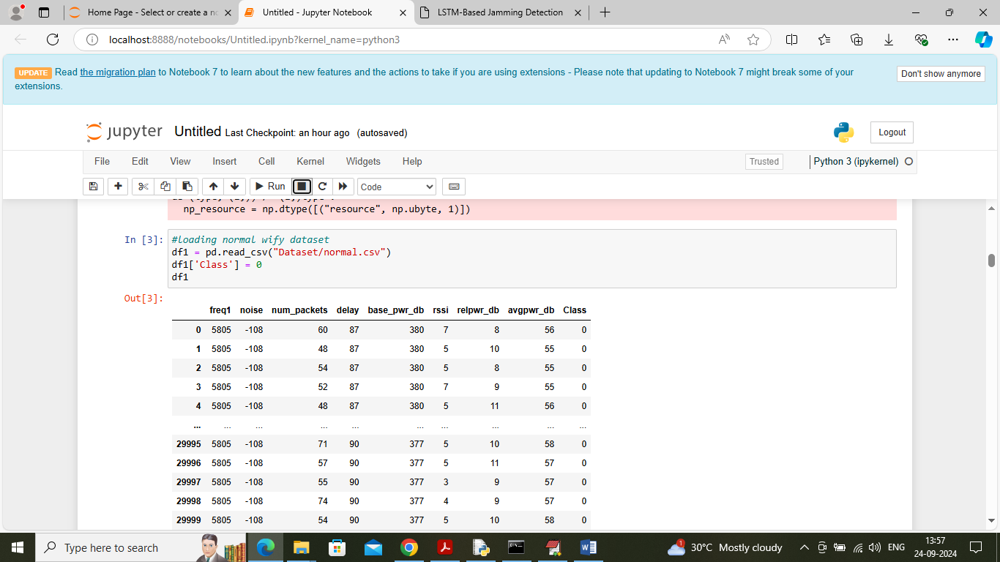 Home Page - Select or create a no
Untitled - Jupyter Notebook
LSTM-Based Jamming Detection
localhost:8888/notebooks/Untitled.ipynb?kernel_name=python3
UPDATE Read the migration plan to Notebook 7 to learn about the new features and the actions to take if you are using extensions - Please note that updating to Notebook 7 might break some of your
extensions.
Don't show anymore
jupyter Untitled Last Checkpoint: an hour ago (autosaved)
Logout
File Edit View Insert Cell Kernel Widgets Help
Trusted
Python 3 (ipykernel)
Run
Code
np_resource = np.dtype([("resource", np.ubyte, 1)])
In [3]: #loading normal wify dataset
df1 = pd.read_csv("Dataset/normal.csv")
df1['Class'] = 0
df1
Out[3]:
freq1 noise num_packets delay base_pwr_db rssi relpwr_db avgpwr_db Class
0 5805 -108 60 87 380 7 8 56 0
1 5805 -108 48 87 380 5 10 55 0
2 5805 -108 54 87 380 5 8 55 0
3 5805 -108 52 87 380 7 9 55 0
4 5805 -108 48 87 380 5 11 56 0
... ... ... ... ... ... ... ... ... ...
29995 5805 -108 71 90 377 5 10 58 0
29996 5805 -108 57 90 377 5 11 57 0
29997 5805 -108 55 90 377 3 9 57 0
29998 5805 -108 74 90 377 4 9 57 0
29999 5805 -108 54 90 377 5 10 58 0
Type here to search
1
30°C Mostly cloudy
ENG
13:57
24-09-2024